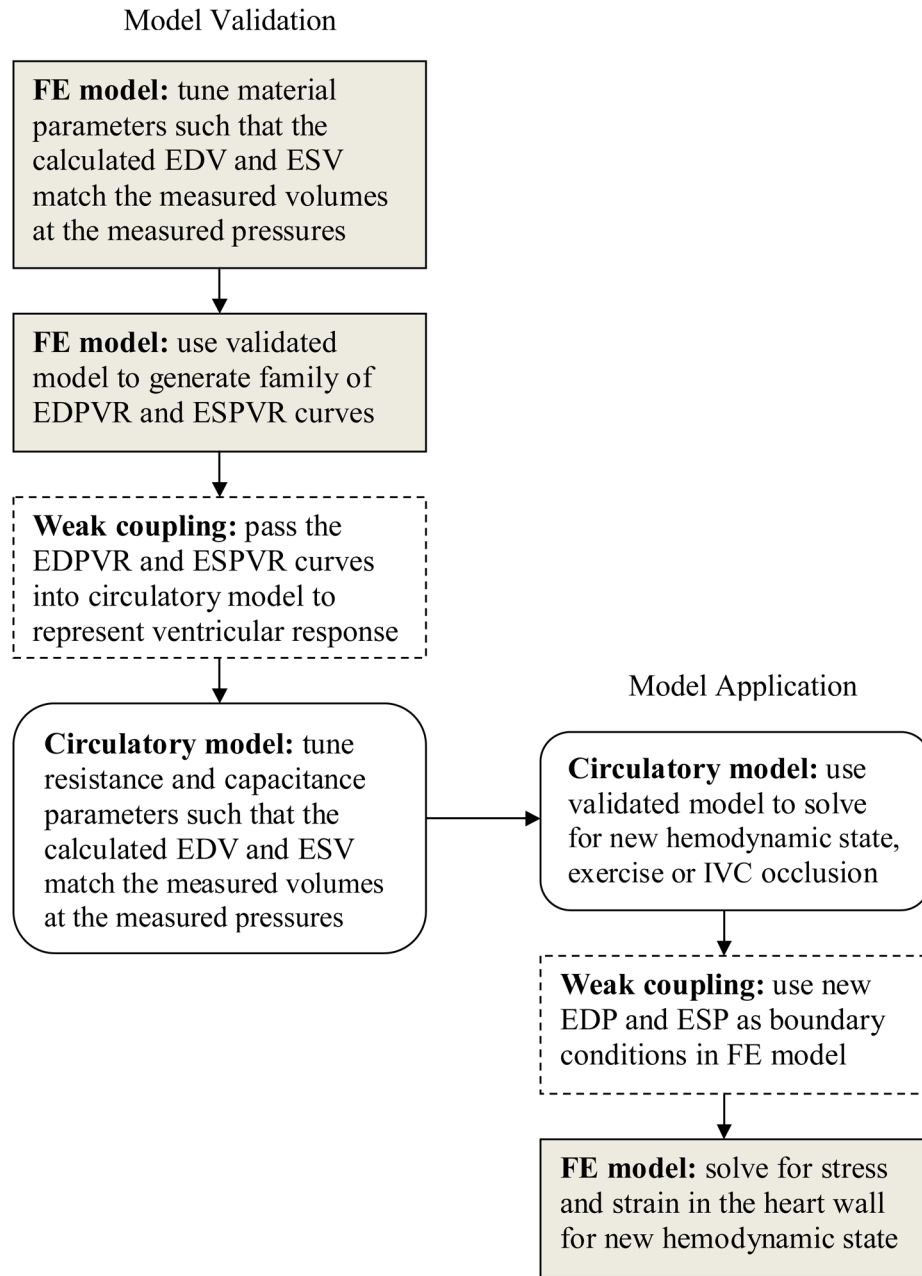 Model Validation
FE model: tune material
parameters such that the
calculated EDV and ESV
match the measured volumes
at the measured pressures
FE model: use validated
model to generate family of
EDPVR and ESPVR curves
Weak coupling: pass the
EDPVR and ESPVR curves
into circulatory model to
represent ventricular response
Circulatory model: tune
resistance and capacitance
parameters such that the
calculated EDV and ESV
match the measured volumes
at the measured pressures
Model Application
Circulatory model: use
validated model to solve
for new hemodynamic state,
exercise or IVC occlusion
Weak coupling: use new
EDP and ESP as boundary
conditions in FE model
FE model: solve for stress
and strain in the heart wall
for new hemodynamic state